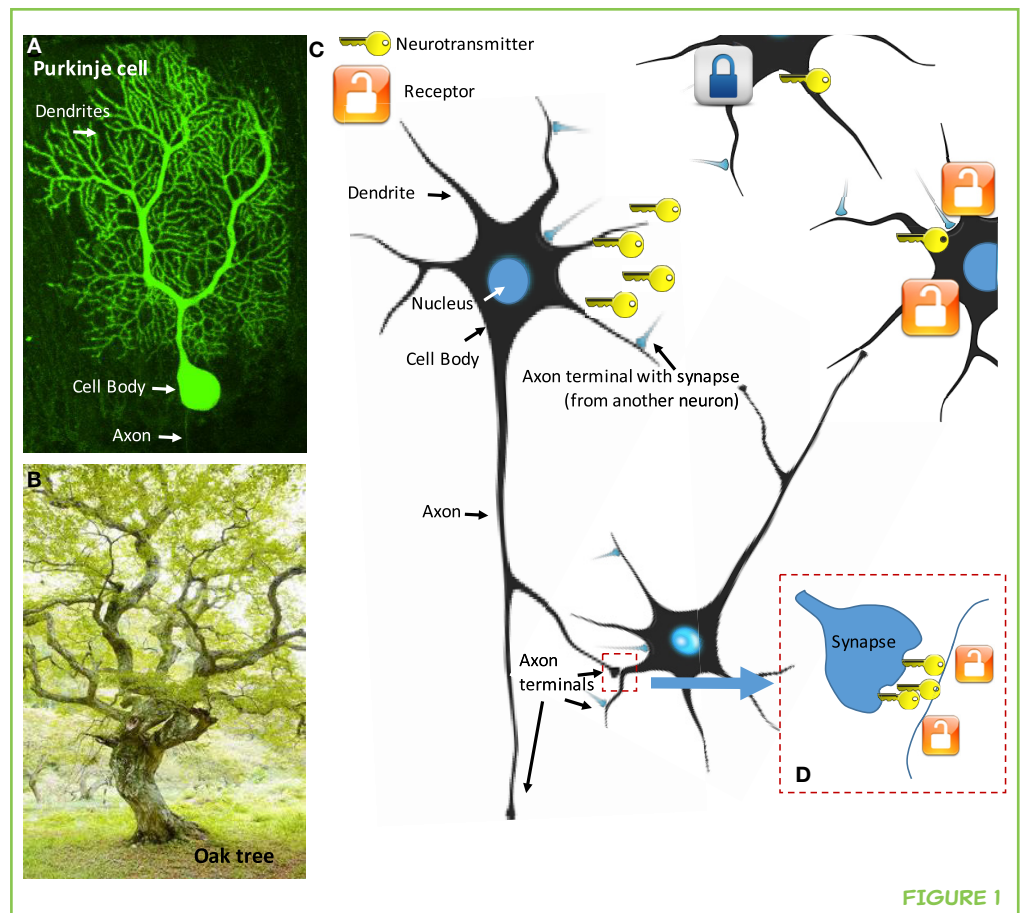 A
Purkinje cell
Dendrites
Cell Body
Axon
B
Oak tree
C
Neurotransmitter
Receptor
Dendrite
Nucleus
Cell Body
Axon terminal with synapse
(from another neuron)
Axon
Axon
terminals
Synapse
D
FIGURE 1